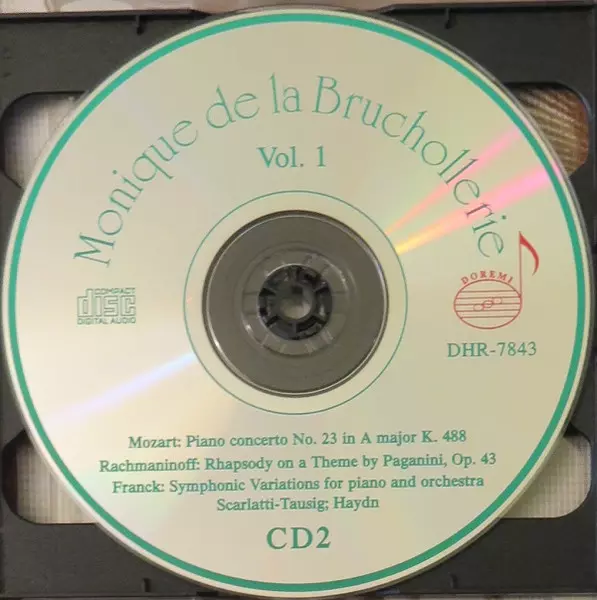 Monique de la Bruchollerie
Vol. 1
COMPACT
disc
DIGITAL AUDIO
DOREMI
DHR-7843
Mozart: Piano concerto No. 23 in A major K. 488
Rachmaninoff: Rhapsody on a Theme by Paganini, Op. 43
Franck: Symphonic Variations for piano and orchestra
Scarlatti-Tausig; Haydn
CD2